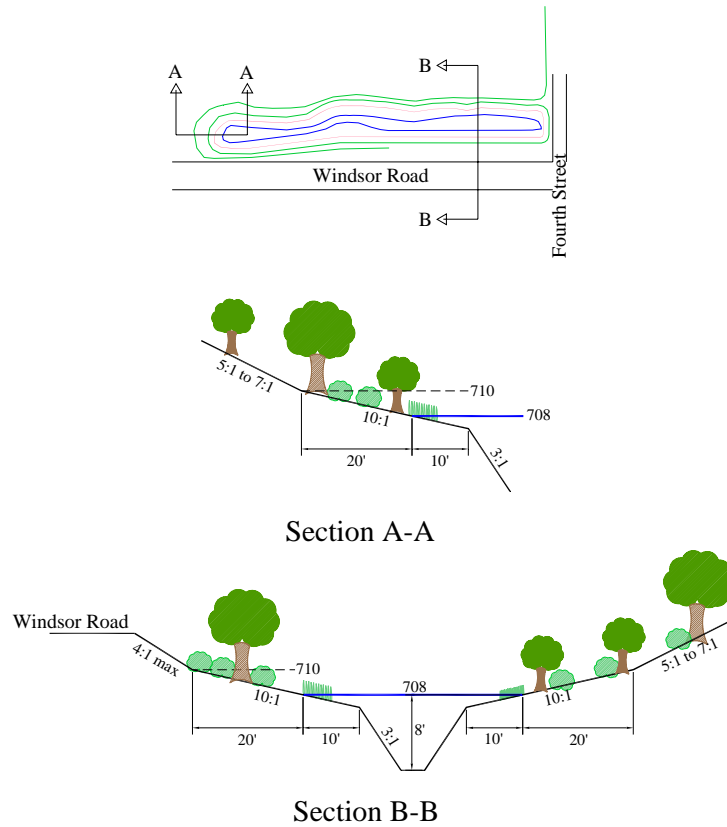 A A
B
Windsor Road
B
Fourth Street
5:1 to 7:1
710
10:1
708
20' 10'
3:1
Section A-A
Windsor Road
4:1 max
710
10:1
708
10:1
5:1 to 7:1
20' 10' 3:1 8' 10' 20'
Section B-B